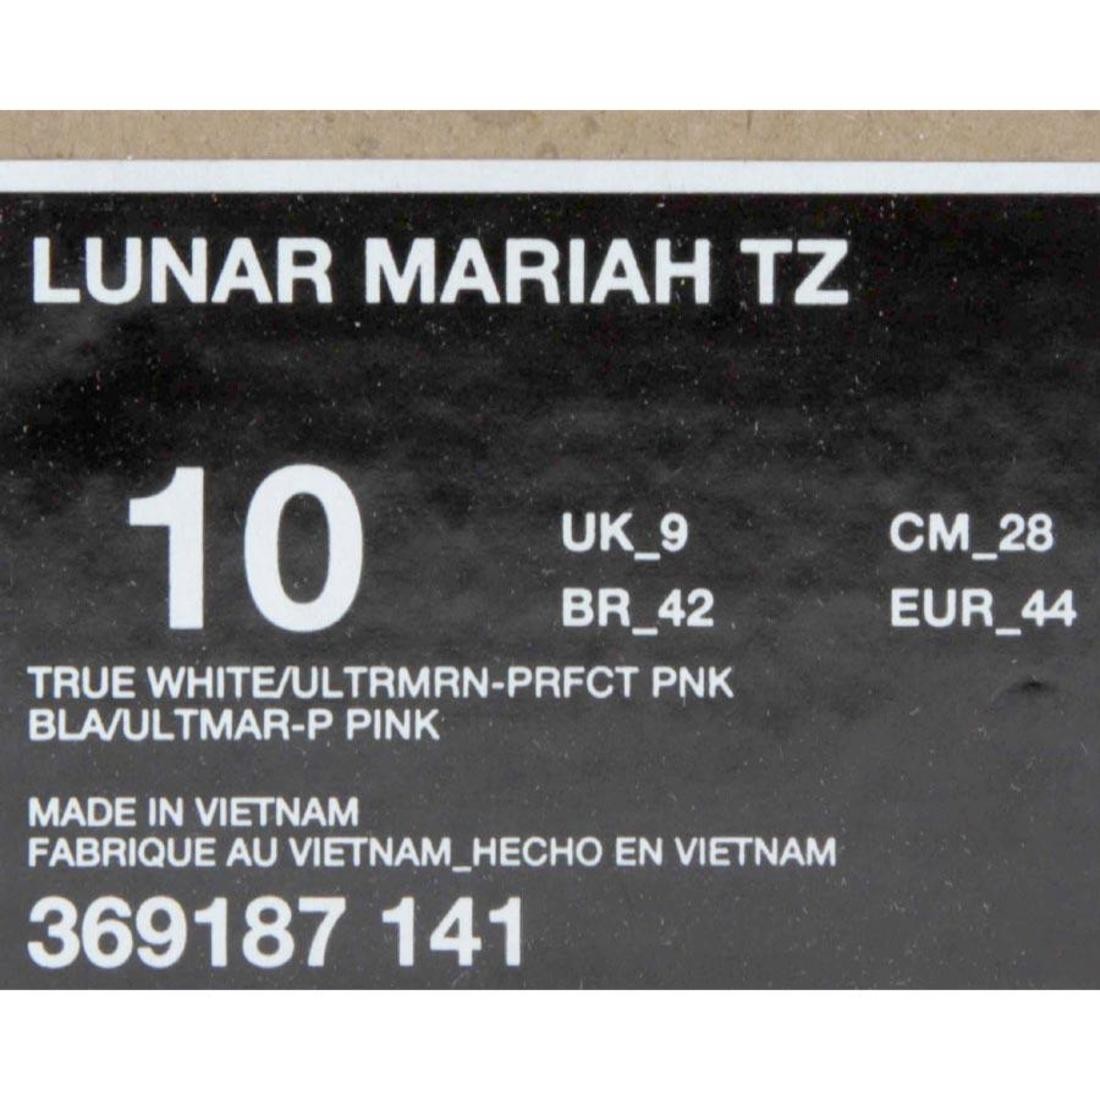 LUNAR MARIAH TZ
10
UK_9 CM_28
BR_42 EUR_44
TRUE WHITE/ULTRMRN-PRFCT PNK
BLA/ULTMAR-P PINK
MADE IN VIETNAM
FABRIQUE AU VIETNAM_HECHO EN VIETNAM
369187 141